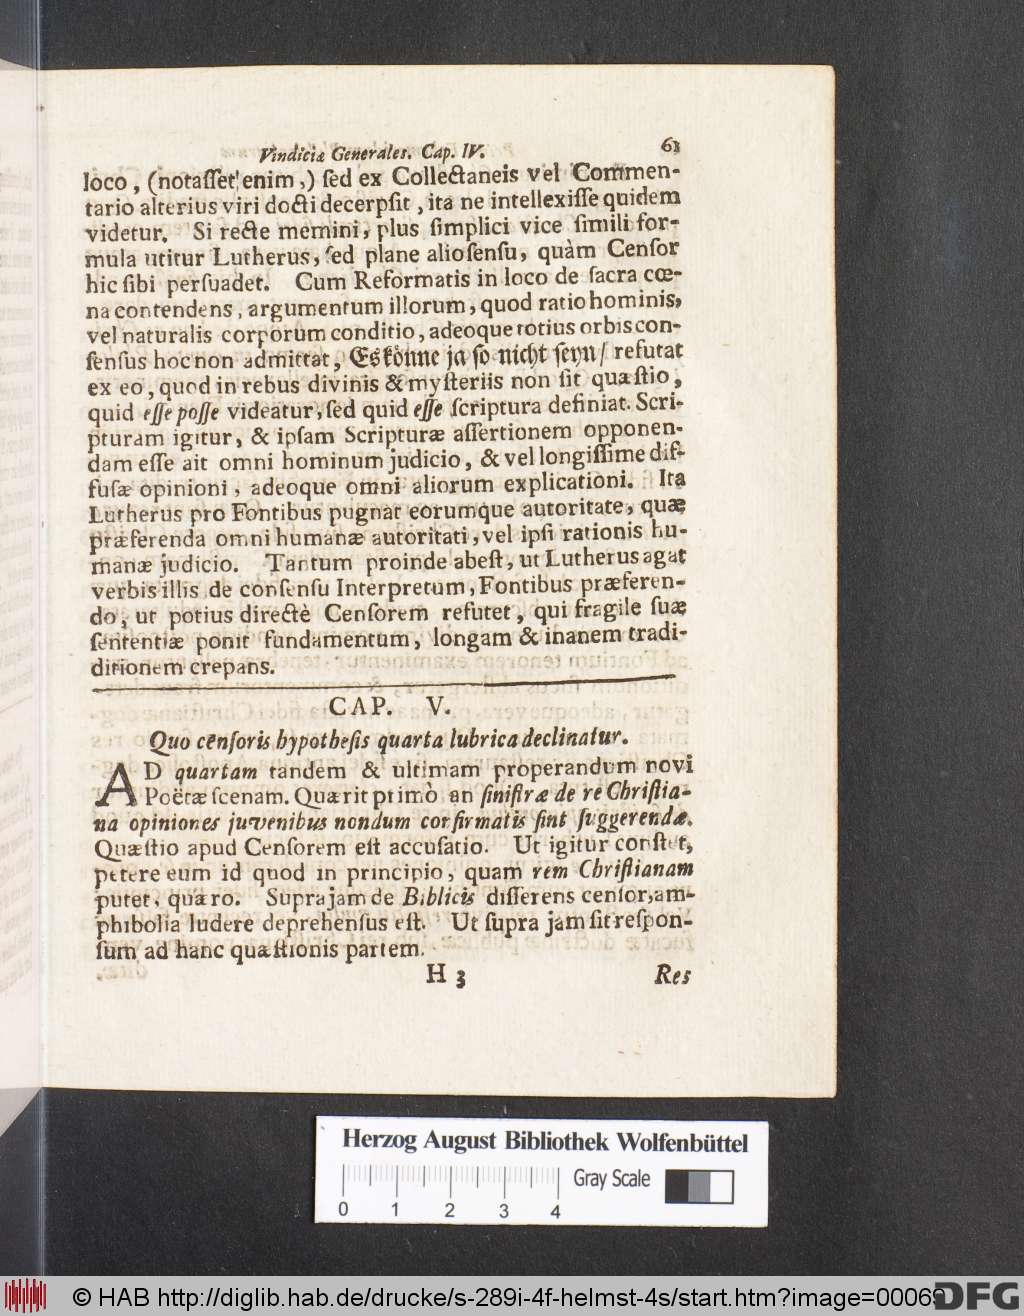 Vindiciæ Generales. Cap. IV. 63
loco, (notaſſet enim,) ſed ex Collectaneis vel Commen-
tario alterius viri docti decerpſit, ita ne intellexiſſe quidem
videtur. Si recte memini, plus ſimplici vice ſimili for-
mula utitur Lutherus, ſed plane alio ſenſu, quàm Cenſor
hic ſibi perſuadet. Cum Reformatis in loco de ſacra cœ-
na contendens, argumentum illorum, quod ratio hominis,
vel naturalis corporum conditio, adeoque totius orbis con-
ſenſus hoc non admittat, Es könne ja ſo nicht ſeyn/ refutat
ex eo, quod in rebus divinis & myſteriis non ſit quæſtio,
quid eſſe poſſe videatur, ſed quid eſſe ſcriptura definiat. Scri-
pturam igitur, & ipſam Scripturæ aſſertionem opponen-
dam eſſe ait omni hominum judicio, & vel longiſſime dif-
fuſæ opinioni, adeoque omni aliorum explicationi. Ita
Lutherus pro Fontibus pugnat eorumque autoritate, quæ
præferenda omni humanæ autoritati, vel ipſi rationis hu-
manæ judicio. Tantum proinde abeſt, ut Lutherus agat
verbis illis de conſenſu Interpretum, Fontibus præferen-
do, ut potius directè Cenſorem refutet, qui fragile ſuæ
ſententiæ ponit fundamentum, longam & inanem tradi-
ditionem crepans.
CAP. V.
Quo cenſoris hypotheſis quarta lubrica declinatur.
AD quartam tandem & ultimam properandum novi
Poëtæ ſcenam. Quærit primò an ſiniſtræ de re Chriſtia-
na opiniones juvenibus nondum confirmatis ſint ſuggerendæ.
Quæſtio apud Cenſorem eſt accuſatio. Ut igitur conſtet,
petere eum id quod in principio, quam rem Chriſtianam
putet, quæro. Supra jam de Biblicis diſſerens cenſor, am-
phibolia ludere deprehenſus eſt. Ut ſupra jam ſit reſpon-
ſum ad hanc quæſtionis partem.
H 3 Res
Herzog August Bibliothek Wolfenbüttel
Gray Scale
0 1 2 3 4
© HAB http://diglib.hab.de/drucke/s-289i-4f-helmst-4s/start.htm?image=00069
DFG